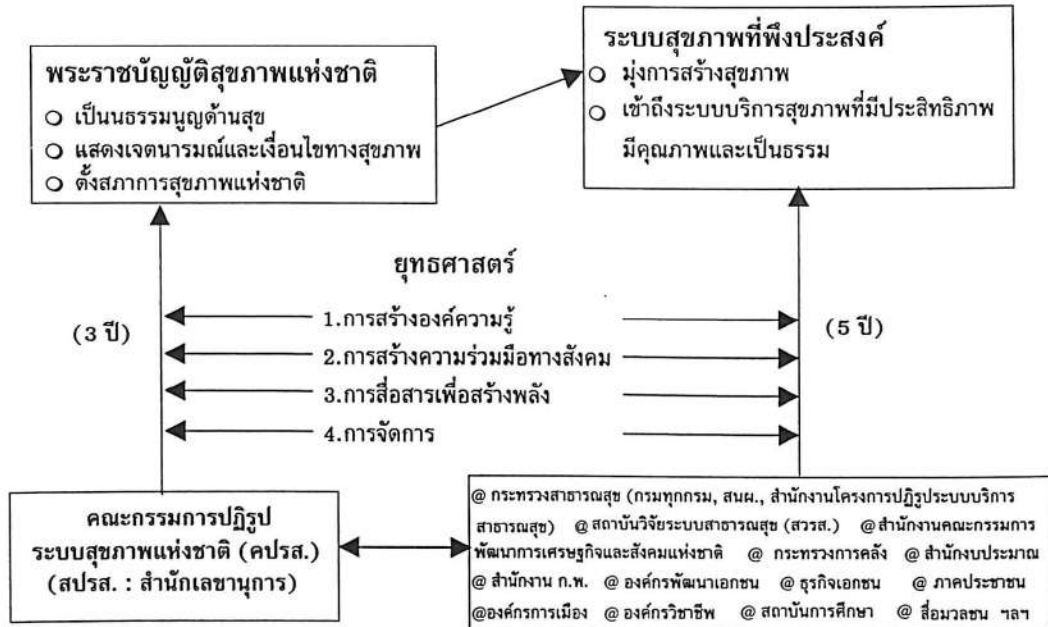 พระราชบัญญัติสุขภาพแห่งชาติ
○ เป็นนธรรมนูญด้านสุข
○ แสดงเจตนารมณ์และเงื่อนไขทางสุขภาพ
○ ตั้งสภาการสุขภาพแห่งชาติ
ระบบสุขภาพที่พึงประสงค์
○ มุ่งการสร้างสุขภาพ
○ เข้าถึงระบบบริการสุขภาพที่มีประสิทธิภาพ
มีคุณภาพและเป็นธรรม
ยุทธศาสตร์
(3 ปี)
1.การสร้างองค์ความรู้
2.การสร้างความร่วมมือทางสังคม
3.การสื่อสารเพื่อสร้างพลัง
4.การจัดการ
(5 ปี)
คณะกรรมการปฏิรูป
ระบบสุขภาพแห่งชาติ (คปรส.)
(สปรส. : สำนักเลขานุการ)
@ กระทรวงสาธารณสุข (กรมทุกกรม, สนผ., สำนักงานโครงการปฏิรูประบบบริการ
สาธารณสุข) @สถาบันวิจัยระบบสาธารณสุข (สวรส.) @สำนักงานคณะกรรมการ
พัฒนาการเศรษฐกิจและสังคมแห่งชาติ @ กระทรวงการคลัง @ สำนักงบประมาณ
@ สำนักงาน ก.พ. @ องค์กรพัฒนาเอกชน @ ธุรกิจเอกชน @ ภาคประชาชน
@องค์กรการเมือง @ องค์กรวิชาชีพ @ สถาบันการศึกษา @ สื่อมวลชน ฯลฯ